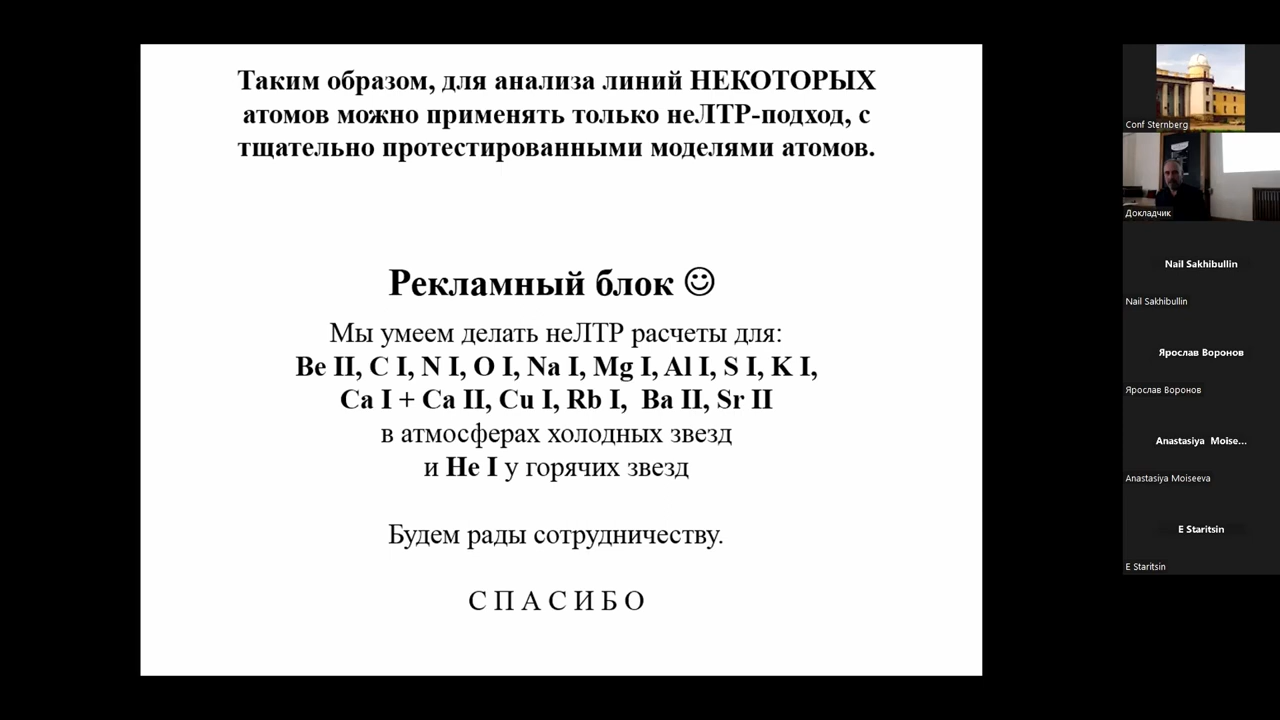 Таким образом, для анализа линий НЕКОТОРЫХ
атомов можно применять только неЛТР-подход, с
тщательно протестированными моделями атомов.
Рекламный блок ☺
Мы умеем делать неЛТР расчеты для:
Be II, C I, N I, O I, Na I, Mg I, Al I, S I, K I,
Ca I + Ca II, Cu I, Rb I, Ba II, Sr II
в атмосферах холодных звезд
и He I у горячих звезд
Будем рады сотрудничеству.
С П А С И Б О
Conf Sternberg
Докладчик
Nail Sakhibullin
Nail Sakhibullin
Ярослав Воронов
Ярослав Воронов
Anastasiya Moise...
Anastasiya Moiseeva
E Staritsin
E Staritsin